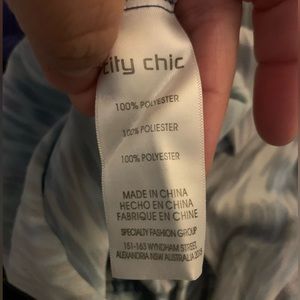 city chic
100% POLYESTER
100% POLIESTER
100% POLYESTER
MADE IN CHINA
HECHO EN CHINA
FABRIQUE EN CHINE
SPECIALTY FASHION GROUP
151-163 WYNDHAM STREET,
ALEXANDRIA NSW AUSTRALIA 2015